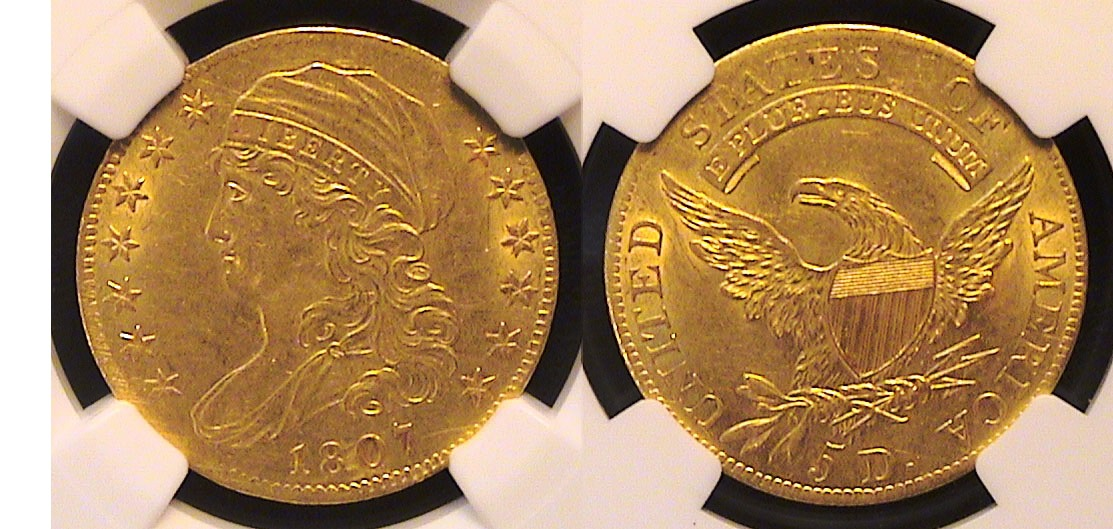 LIBERTY
1807
UNITED STATES OF AMERICA
E PLURIBUS UNUM
5 D.